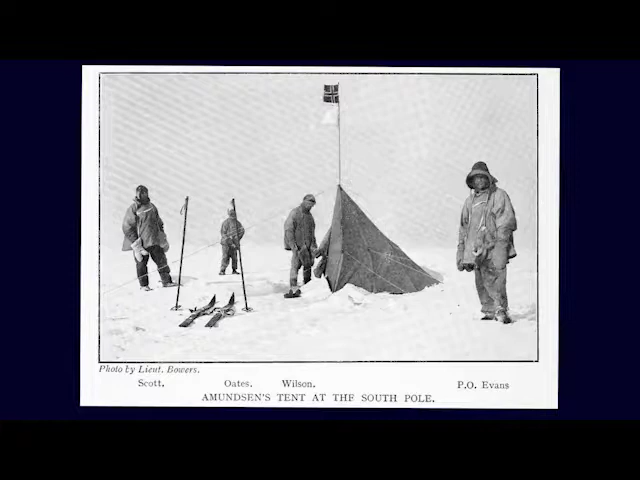 Photo by Lieut. Bowers.
Scott. Oates. Wilson. P.O. Evans
AMUNDSEN'S TENT AT THE SOUTH POLE.